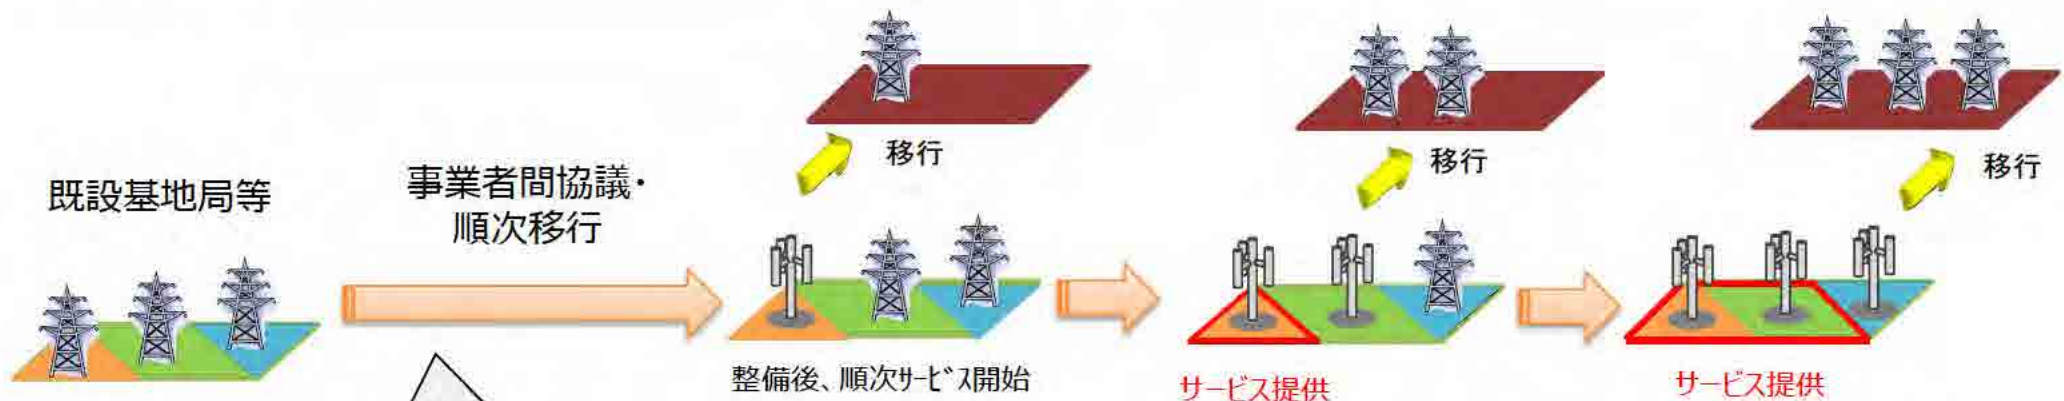 移行
移行
移行
既設基地局等
事業者間協議・
順次移行
整備後、順次ｻｰﾋﾞｽ開始
サービス提供
サービス提供